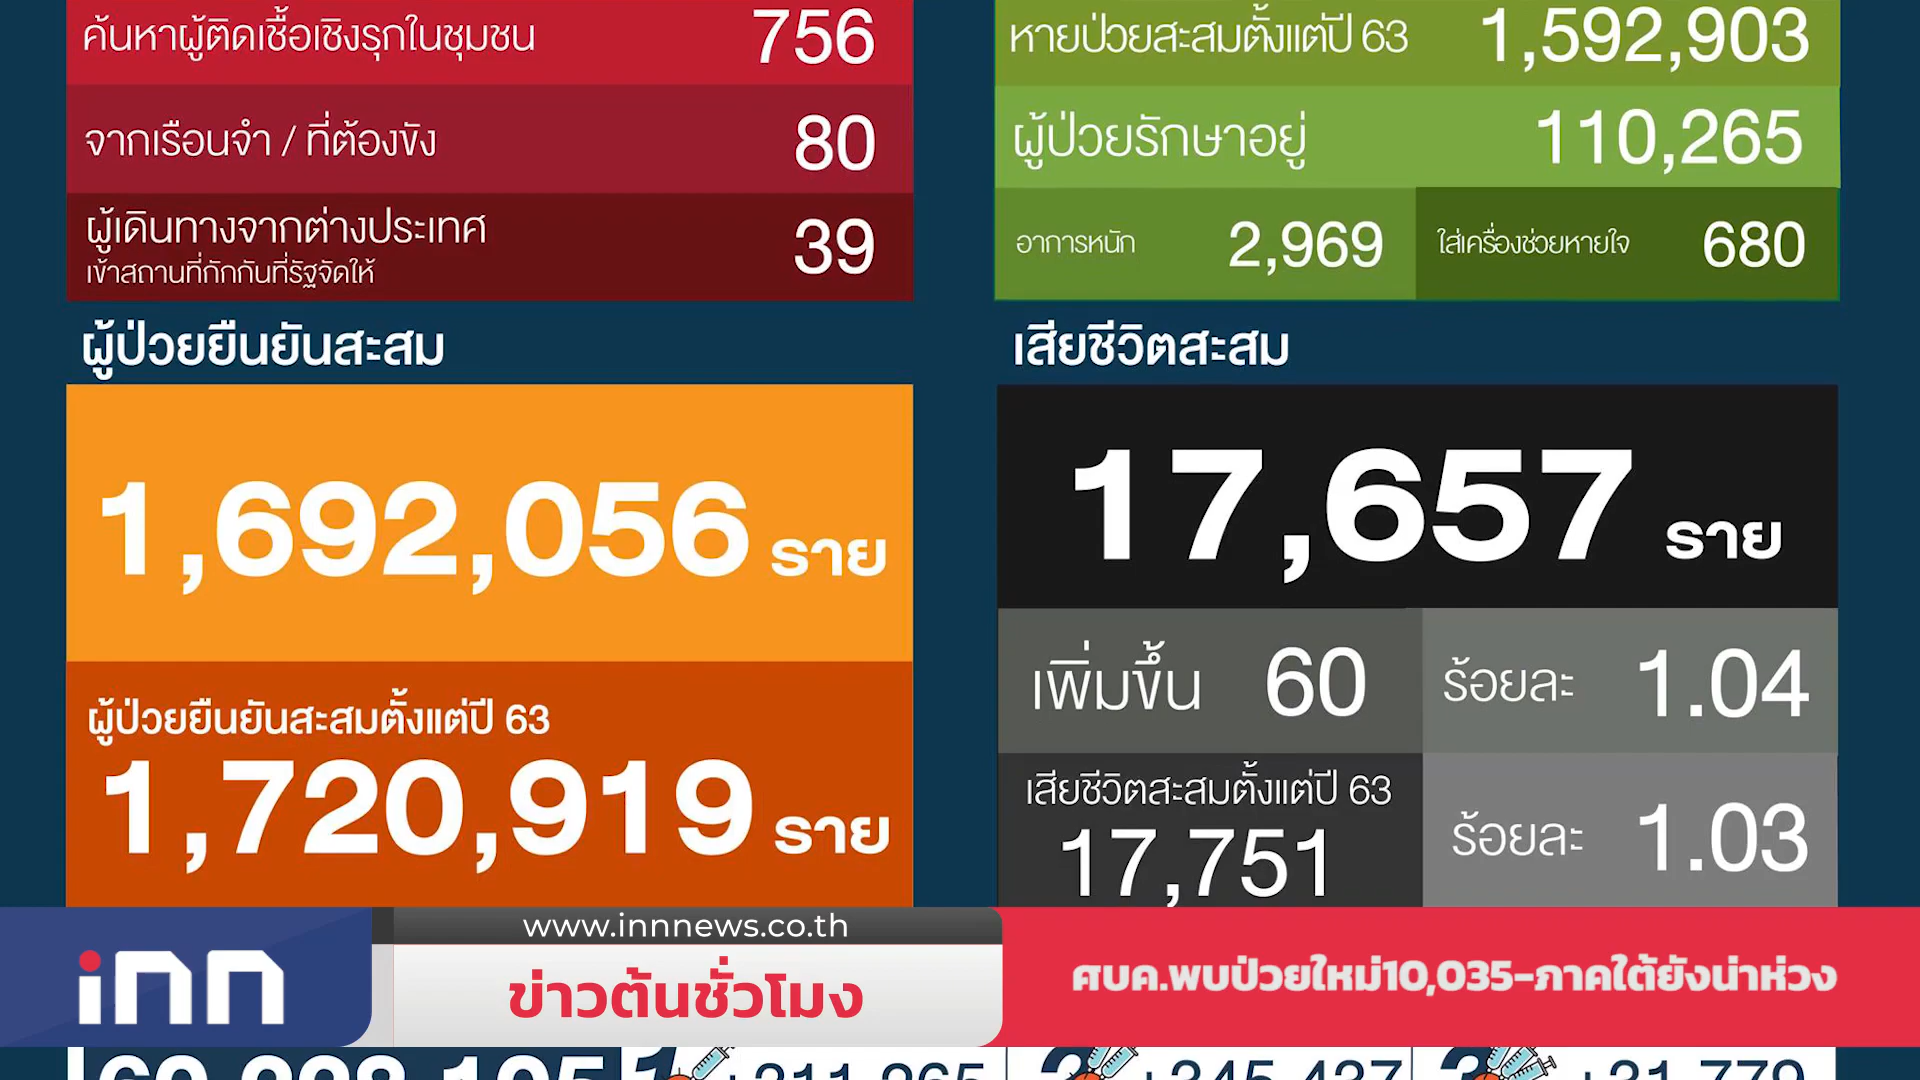 ค้นหาผู้ติดเชื้อเชิงรุกในชุมชน 756
จากเรือนจำ / ที่ต้องขัง 80
ผู้เดินทางจากต่างประเทศ
เข้าสถานที่กักกันที่รัฐจัดให้ 39
หายป่วยสะสมตั้งแต่ปี 63 1,592,903
ผู้ป่วยรักษาอยู่ 110,265
อาการหนัก 2,969 ใส่เครื่องช่วยหายใจ 680
ผู้ป่วยยืนยันสะสม
1,692,056 ราย
ผู้ป่วยยืนยันสะสมตั้งแต่ปี 63
1,720,919 ราย
เสียชีวิตสะสม
17,657 ราย
เพิ่มขึ้น 60 ร้อยละ 1.04
เสียชีวิตสะสมตั้งแต่ปี 63
17,751 ร้อยละ 1.03
inn
www.innnews.co.th
ข่าวต้นชั่วโมง
ศบค.พบป่วยใหม่10,035-ภาคใต้ยังน่าห่วง